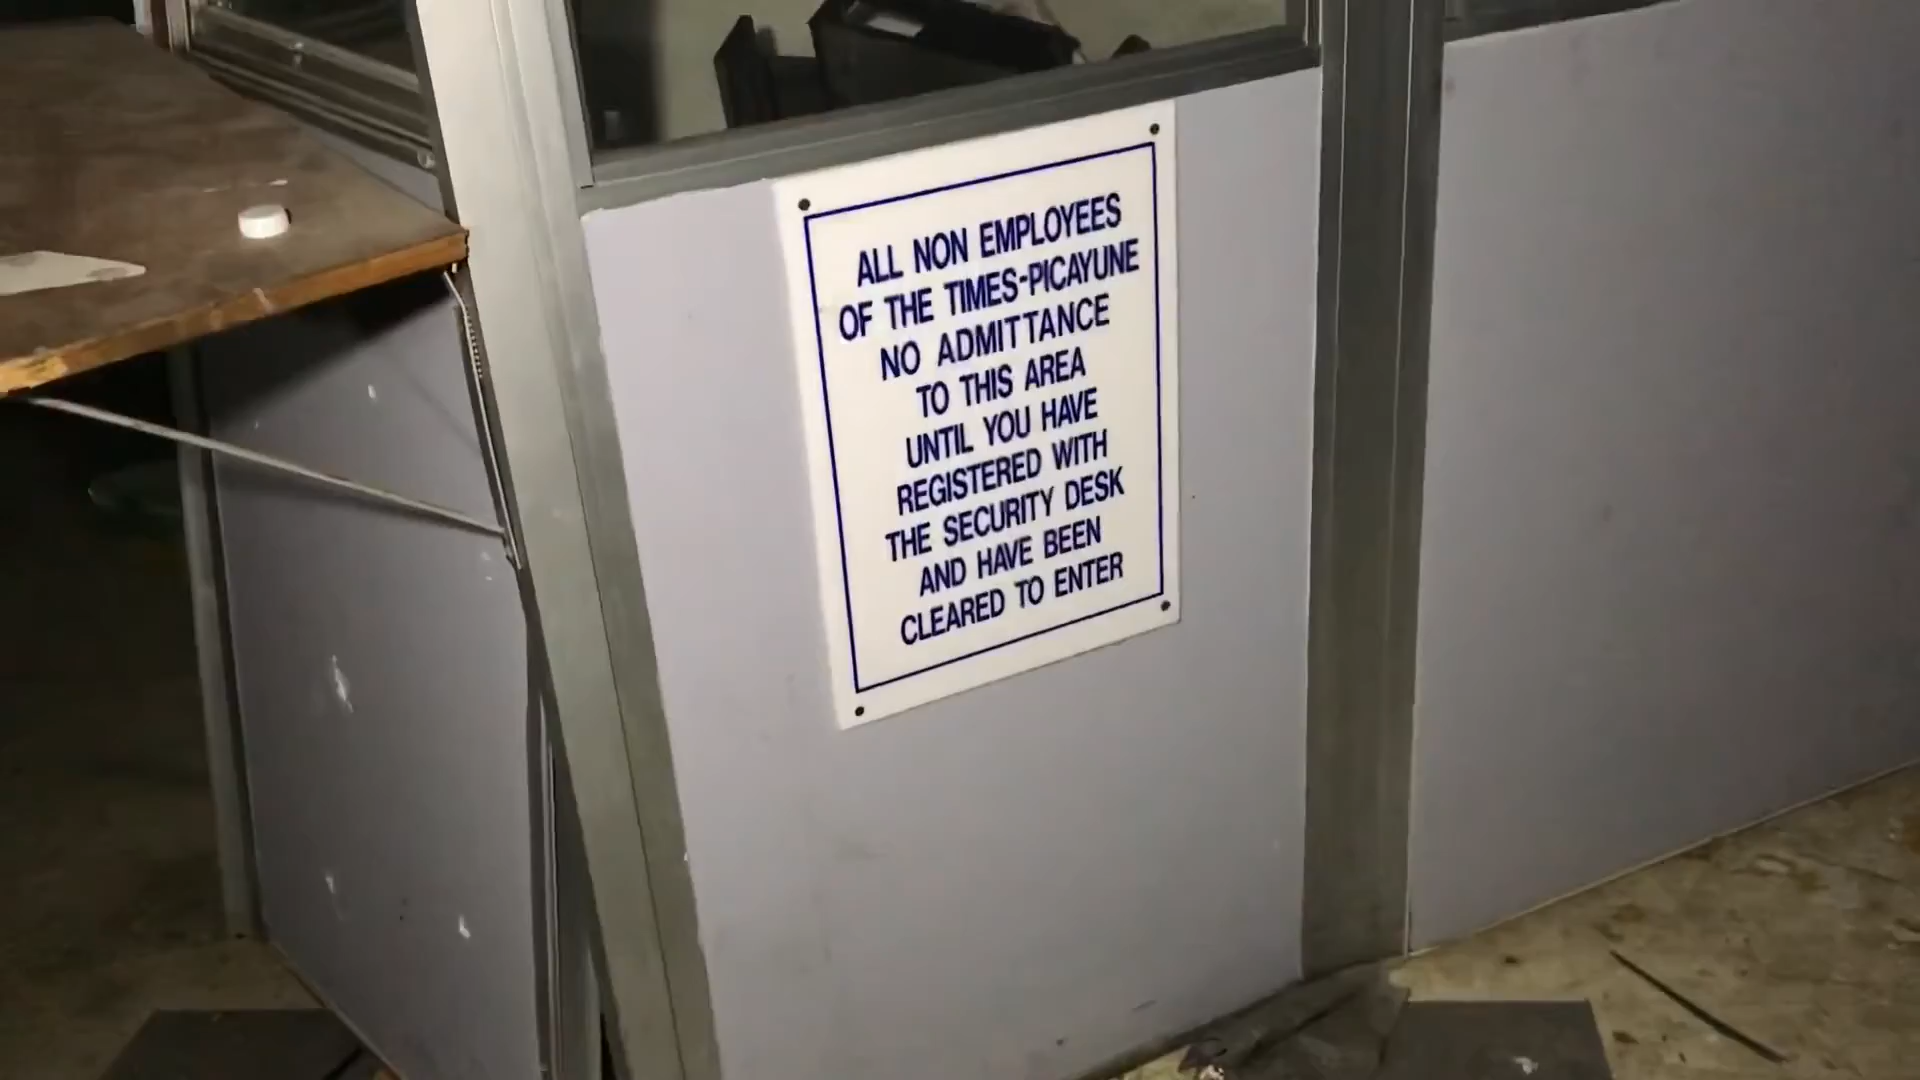 ALL NON EMPLOYEES
OF THE TIMES-PICAYUNE
NO ADMITTANCE
TO THIS AREA
UNTIL YOU HAVE
REGISTERED WITH
THE SECURITY DESK
AND HAVE BEEN
CLEARED TO ENTER